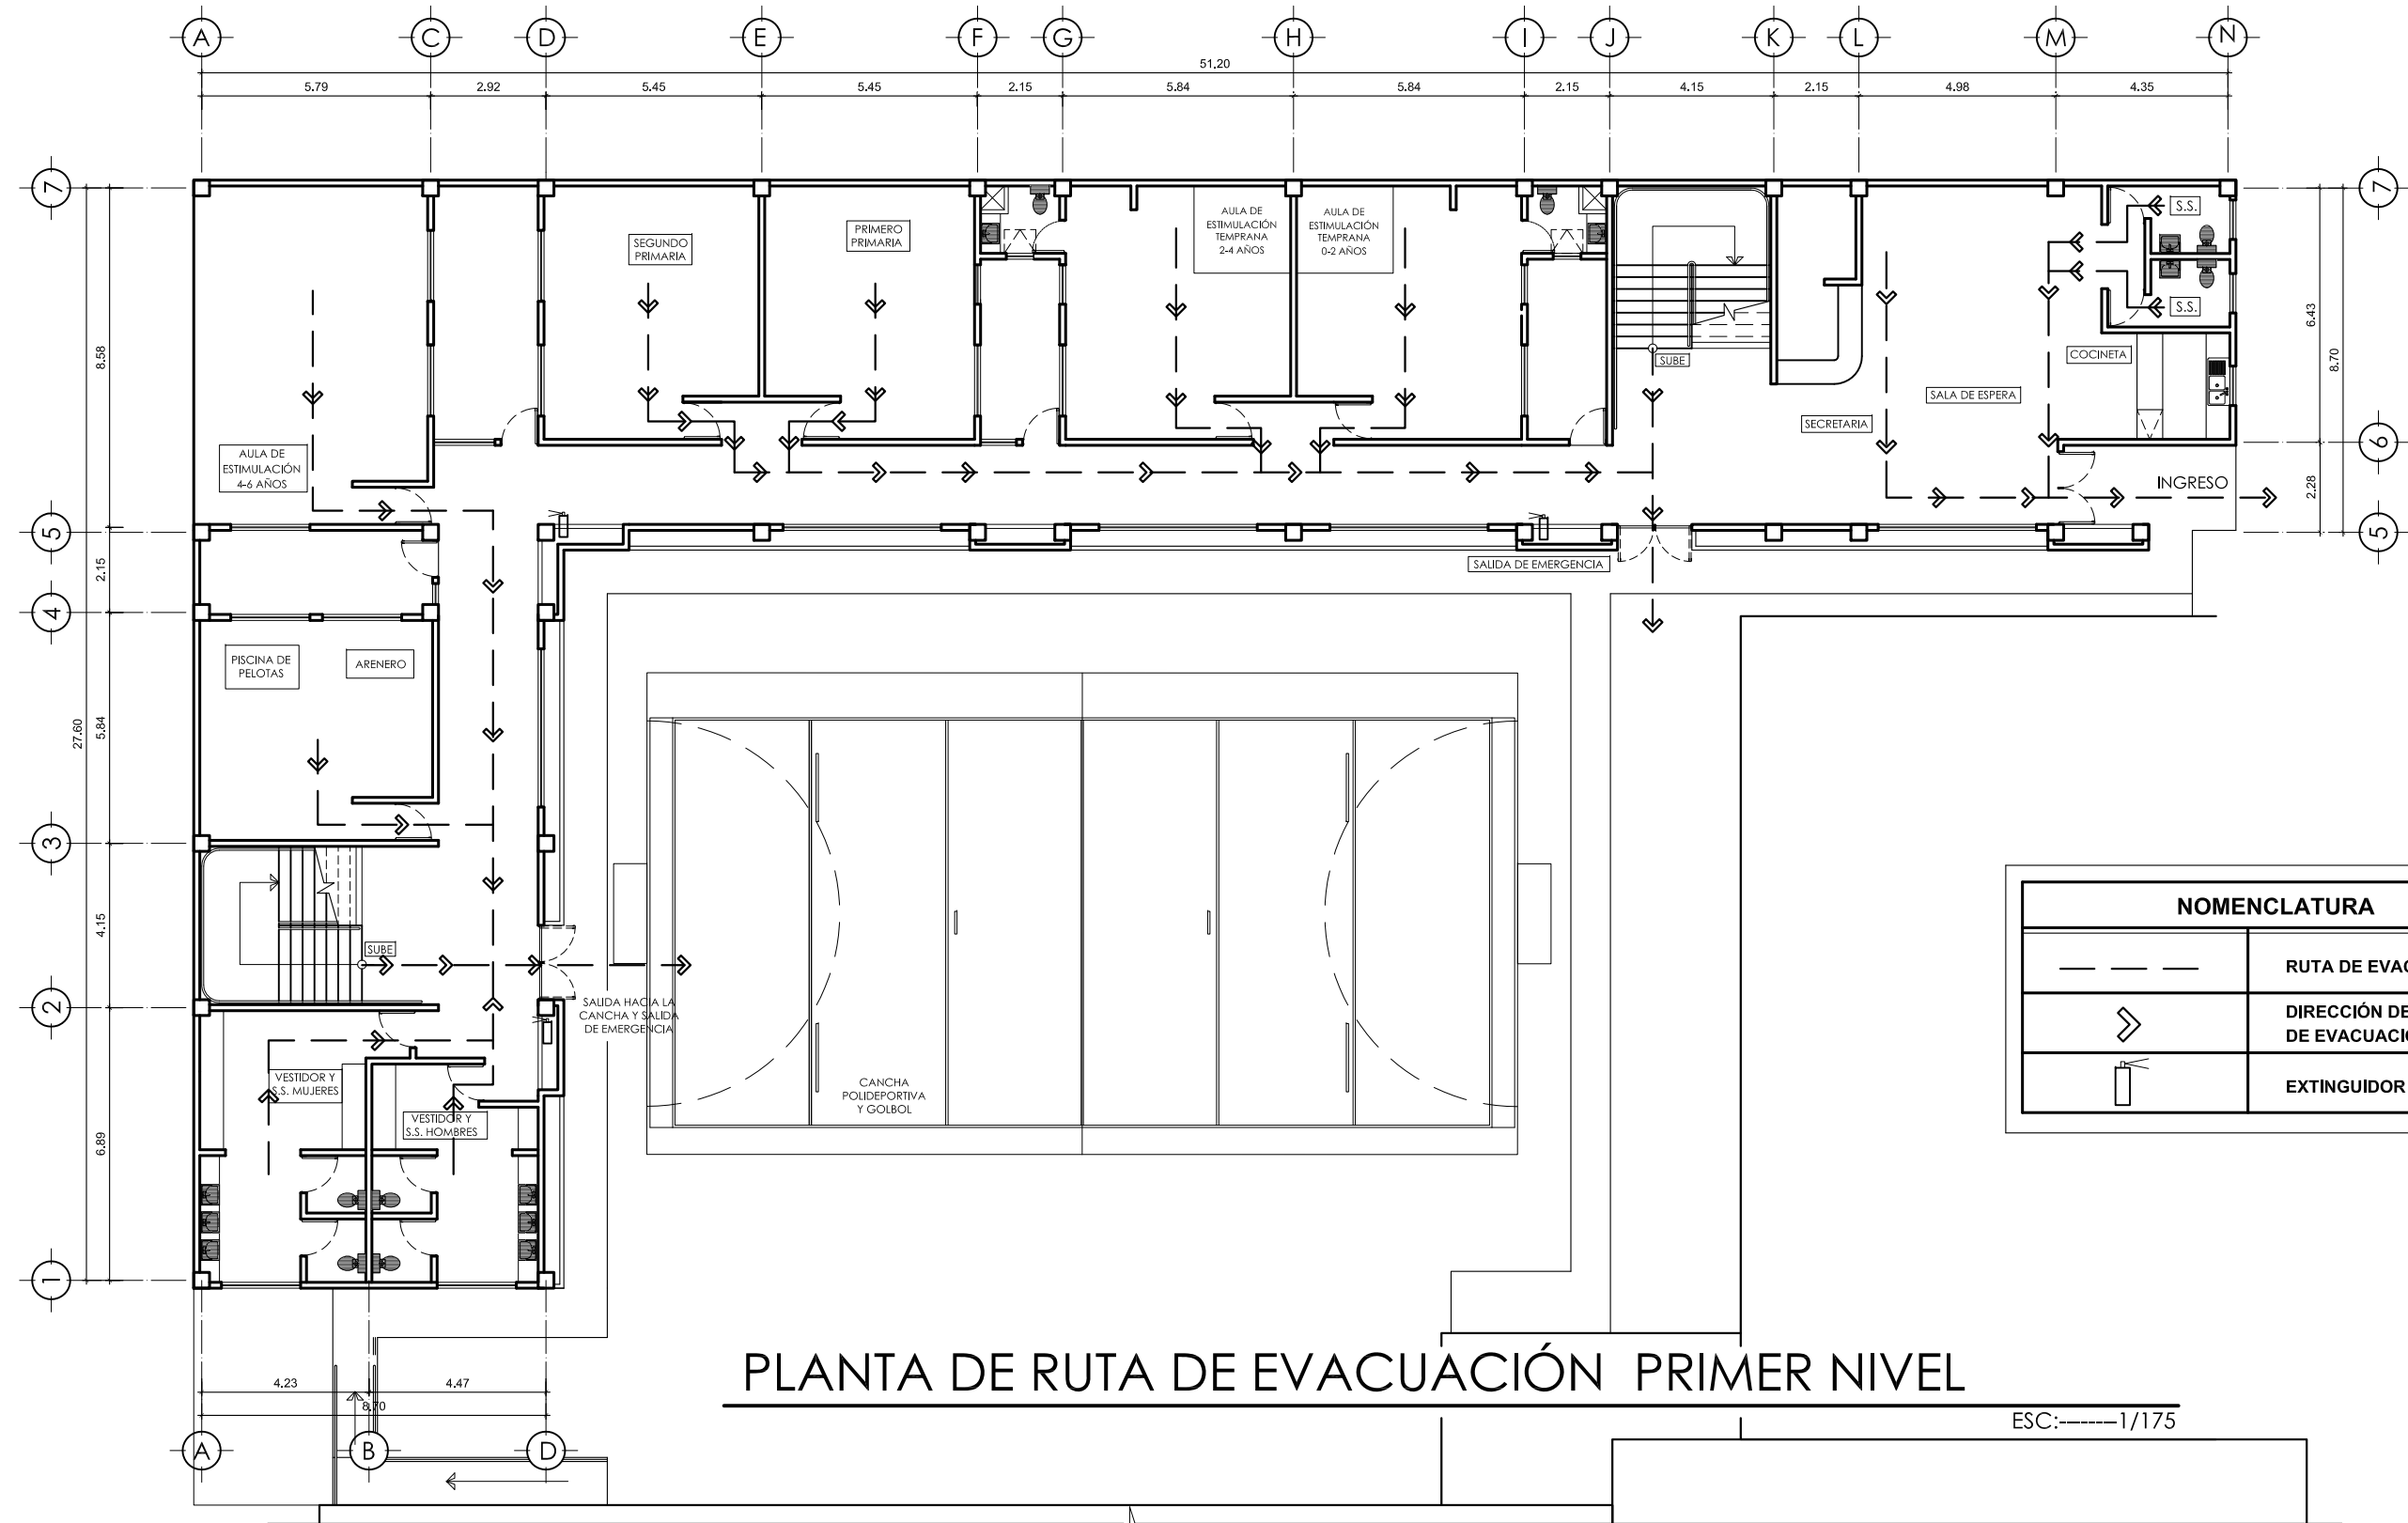 A C D E F G H I J K L M N
51.20
5.79 2.92 5.45 5.45 2.15 5.84 5.84 2.15 4.15 2.15 4.98 4.35
7 7
SEGUNDO
PRIMARIA
PRIMERO
PRIMARIA
AULA DE
ESTIMULACIÓN
TEMPRANA
2-4 AÑOS
AULA DE
ESTIMULACIÓN
TEMPRANA
0-2 AÑOS
S.S.
S.S.
6.43
8.70
8.58
SUBE
COCINETA
SALA DE ESPERA
SECRETARIA
6
AULA DE
ESTIMULACIÓN
4-6 AÑOS
INGRESO
2.28
5 5
SALIDA DE EMERGENCIA
2.15
4
PISCINA DE
PELOTAS
ARENERO
27.60
5.84
3
4.15
SUBE
2
SALIDA HACIA LA
CANCHA Y SALIDA
DE EMERGENCIA
VESTIDOR Y
S.S. MUJERES
VESTIDOR Y
S.S. HOMBRES
CANCHA
POLIDEPORTIVA
Y GOLBOL
6.89
1
NOMENCLATURA
RUTA DE EVAC
DIRECCIÓN DE
DE EVACUACI
EXTINGUIDOR
PLANTA DE RUTA DE EVACUACIÓN PRIMER NIVEL
ESC:-------1/175
4.23 4.47
8.70
A B D